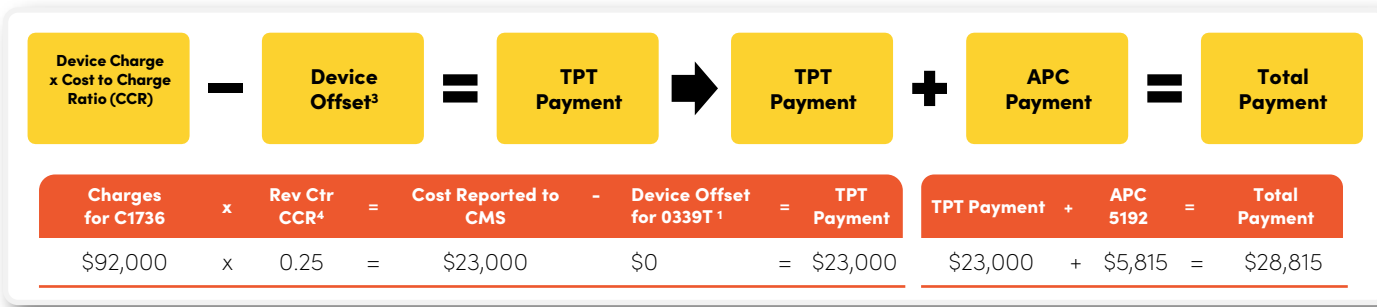 Device Charge
x Cost to Charge
Ratio (CCR)
−
Device
Offset³
=
TPT
Payment
TPT
Payment
+
APC
Payment
=
Total
Payment
Charges
for C1736
x
Rev Ctr
CCR⁴
=
Cost Reported to
CMS
-
Device Offset
for 0339T ¹
=
TPT
Payment
TPT Payment +
APC
5192
=
Total
Payment
$92,000 x 0.25 = $23,000 $0 = $23,000
$23,000 + $5,815 = $28,815